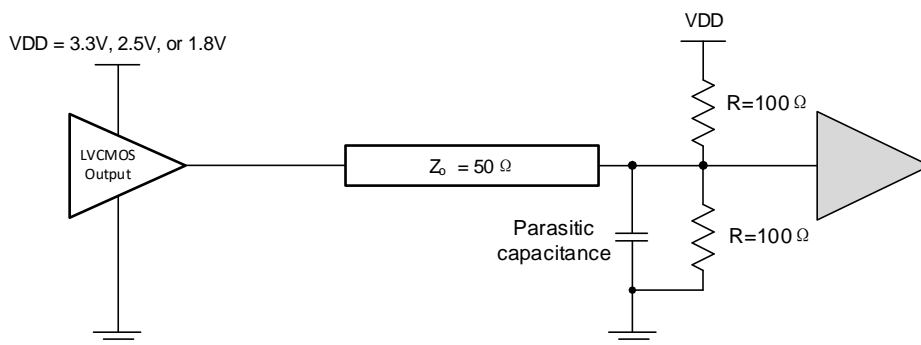 VDD = 3.3V, 2.5V, or 1.8V
VDD
R=100 Ω
LVCMOS
Output
Zo = 50 Ω
Parasitic
capacitance
R=100 Ω